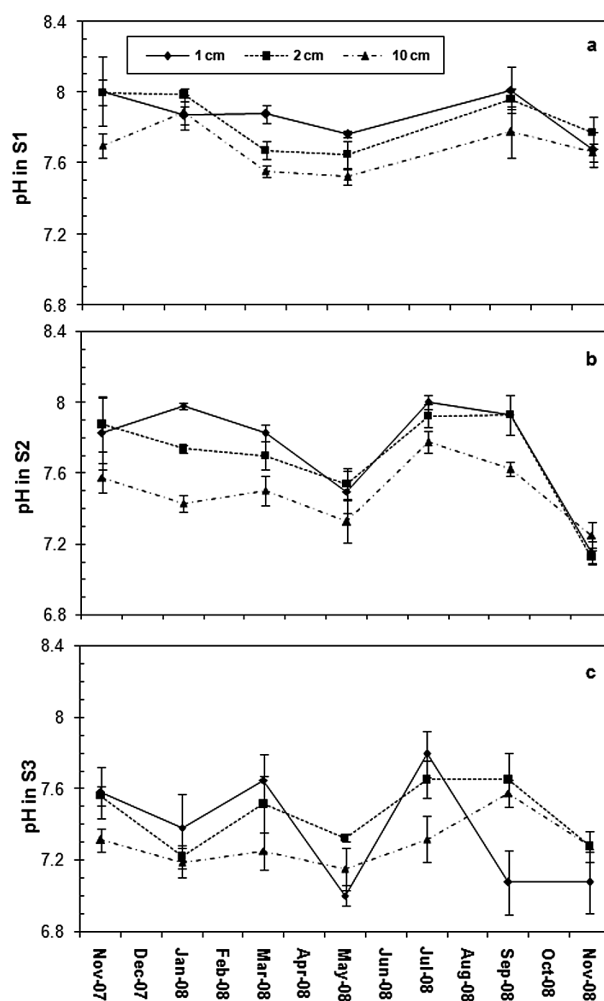 8.4
a
1 cm 2 cm 10 cm
8
7.6
7.2
6.8
pH in S1
8.4
b
8
7.6
7.2
6.8
pH in S2
8.4
c
8
7.6
7.2
6.8
pH in S3
Nov-07
Dec-07
Jan-08
Feb-08
Mar-08
Apr-08
May-08
Jun-08
Jul-08
Aug-08
Sep-08
Oct-08
Nov-08